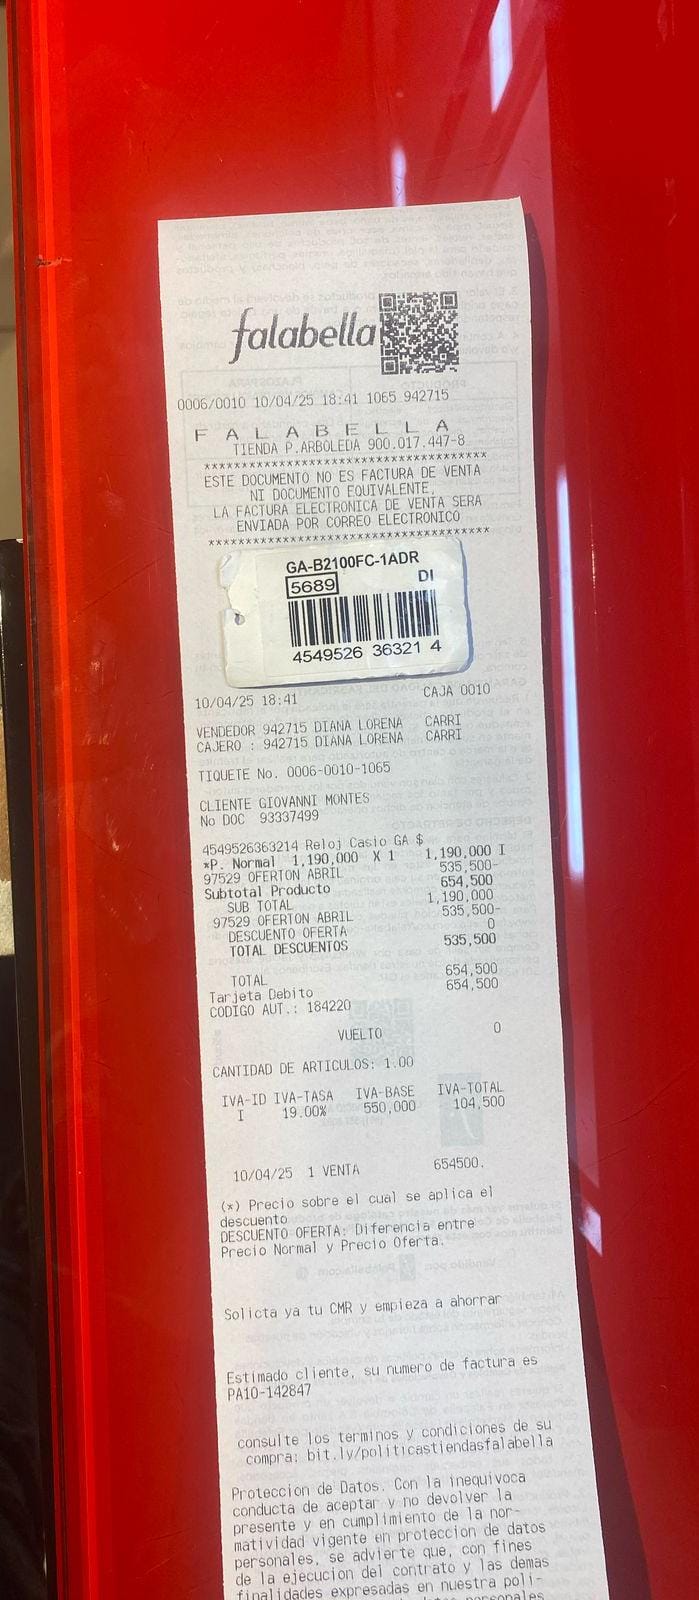 falabella
0006/0010 10/04/25 18:41 1065 942715
F A L A B E L L A
TIENDA P.ARBOLEDA 900.017.447-8
****************************************
ESTE DOCUMENTO NO ES FACTURA DE VENTA
NI DOCUMENTO EQUIVALENTE,
LA FACTURA ELECTRONICA DE VENTA SERA
ENVIADA POR CORREO ELECTRONICO
****************************************
GA-B2100FC-1ADR
5689 DI
4549526 36321 4
10/04/25 18:41 CAJA 0010
VENDEDOR 942715 DIANA LORENA CARRI
CAJERO : 942715 DIANA LORENA CARRI
TIQUETE No. 0006-0010-1065
CLIENTE GIOVANNI MONTES
No DOC 93337499
4549526363214 Reloj Casio GA $
*P. Normal 1,190,000 X 1 1,190,000 I
97529 OFERTON ABRIL 535,500-
Subtotal Producto 654,500
SUB TOTAL 1,190,000
97529 OFERTON ABRIL 535,500-
DESCUENTO OFERTA 0
TOTAL DESCUENTOS 535,500
TOTAL 654,500
Tarjeta Debito 654,500
CODIGO AUT.: 184220
VUELTO 0
CANTIDAD DE ARTICULOS: 1.00
IVA-ID IVA-TASA IVA-BASE IVA-TOTAL
I 19.00% 550,000 104,500
10/04/25 1 VENTA 654500.
(*) Precio sobre el cual se aplica el
descuento
DESCUENTO OFERTA: Diferencia entre
Precio Normal y Precio Oferta.
Solicta ya tu CMR y empieza a ahorrar
Estimado cliente, su numero de factura es
PA10-142847
consulte los terminos y condiciones de su
compra: bit.ly/politicastiendasfalabella
Proteccion de Datos. Con la inequivoca
conducta de aceptar y no devolver la
presente y en cumplimiento de la nor-
matividad vigente en proteccion de datos
personales, se advierte que, con fines
de la ejecucion del contrato y las demas
finalidades expresadas en nuestra poli-
datos personales